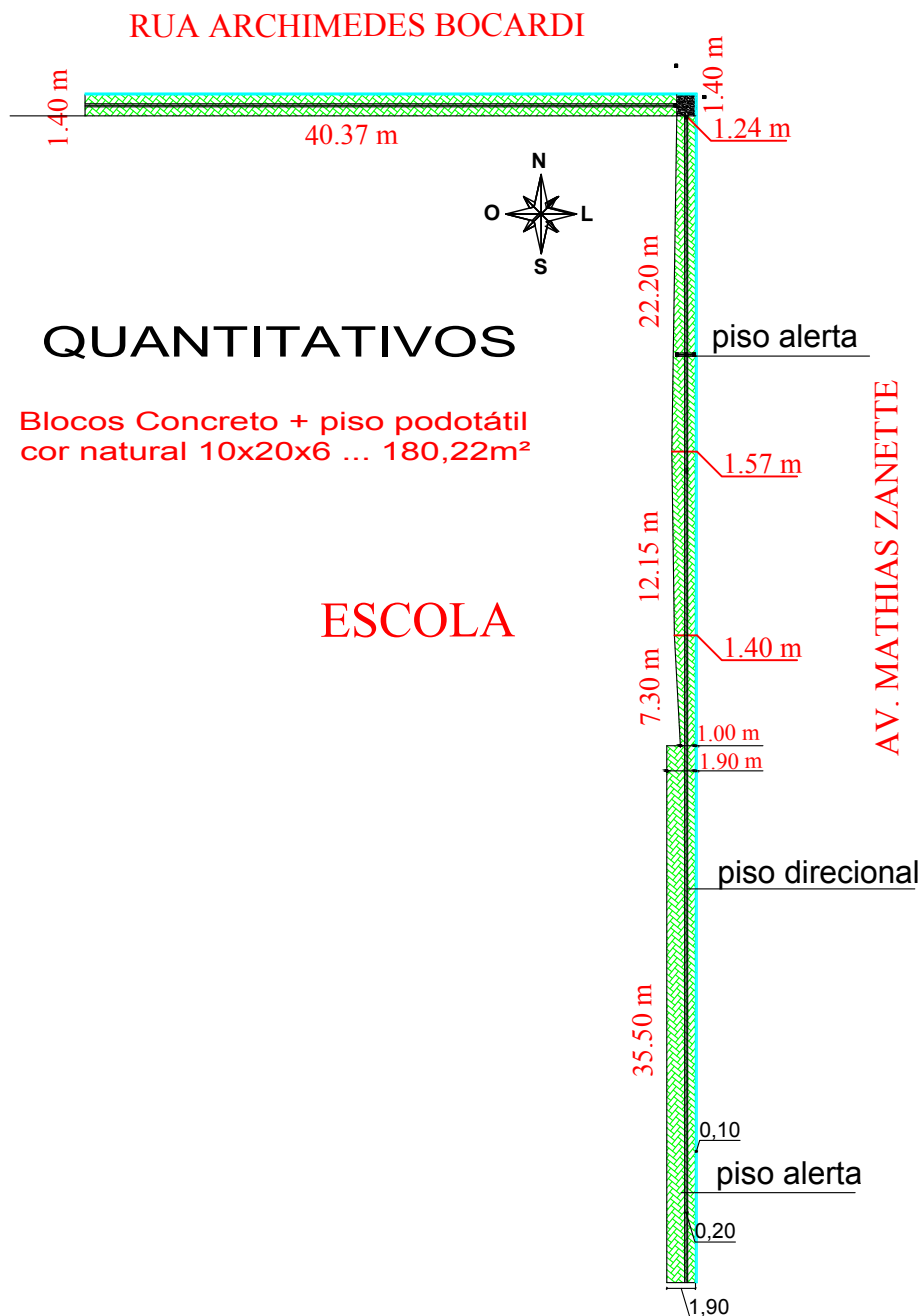 RUA ARCHIMEDES BOCARDI
1.40 m
1.40 m
40.37 m
1.24 m
N
O
L
S
22.20 m
QUANTITATIVOS
piso alerta
Blocos Concreto + piso podotátil
cor natural 10x20x6 ... 180,22m²
1.57 m
AV. MATHIAS ZANETTE
12.15 m
ESCOLA
1.40 m
7.30 m
1.00 m
1.90 m
piso direcional
35.50 m
0,10
piso alerta
0,20
1,90